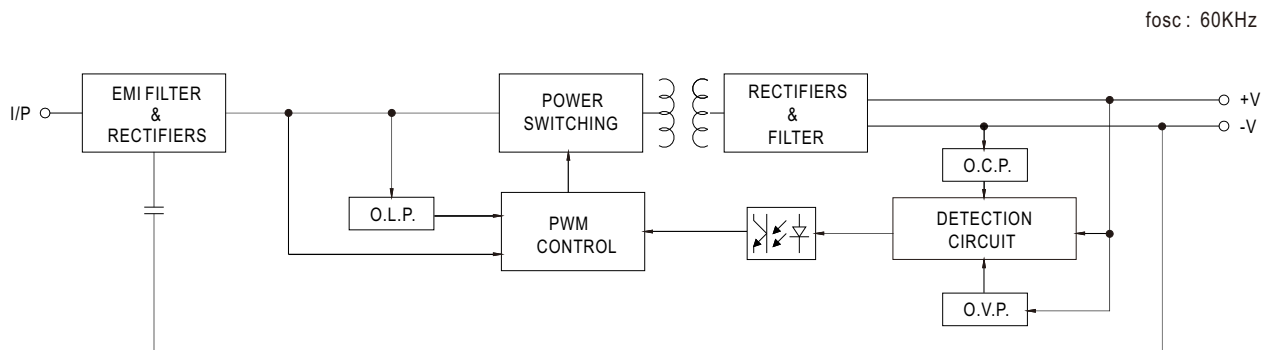 fosc : 60KHz
I/P
EMI FILTER
&
RECTIFIERS
POWER
SWITCHING
RECTIFIERS
&
FILTER
+V
-V
O.C.P.
O.L.P.
PWM
CONTROL
DETECTION
CIRCUIT
O.V.P.